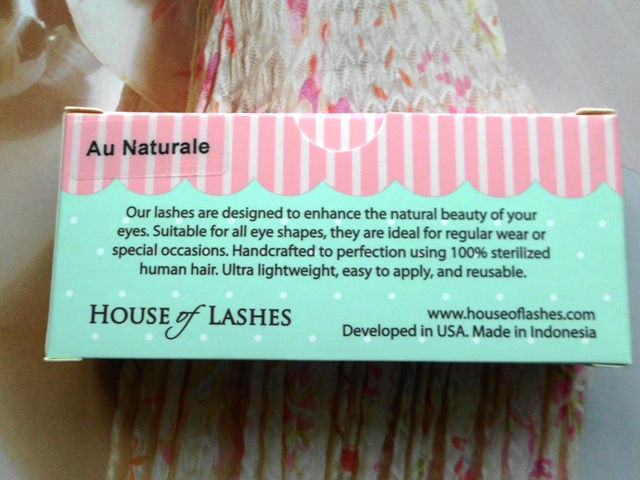 Au Naturale
Our lashes are designed to enhance the natural beauty of your
eyes. Suitable for all eye shapes, they are ideal for regular wear or
special occasions. Handcrafted to perfection using 100% sterilized
human hair. Ultra lightweight, easy to apply, and reusable.
HOUSE of LASHES
www.houseoflashes.com
Developed in USA. Made in Indonesia